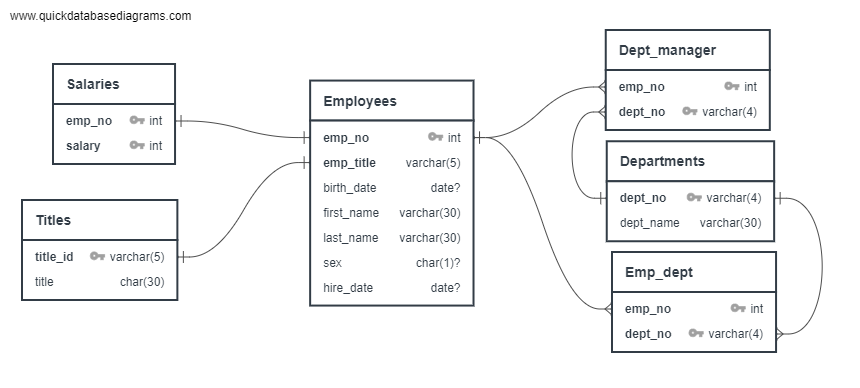 www.quickdatabasediagrams.com
Salaries
emp_no int
salary int
Titles
title_id varchar(5)
title char(30)
Employees
emp_no int
emp_title varchar(5)
birth_date date?
first_name varchar(30)
last_name varchar(30)
sex char(1)?
hire_date date?
Dept_manager
emp_no int
dept_no varchar(4)
Departments
dept_no varchar(4)
dept_name varchar(30)
Emp_dept
emp_no int
dept_no varchar(4)